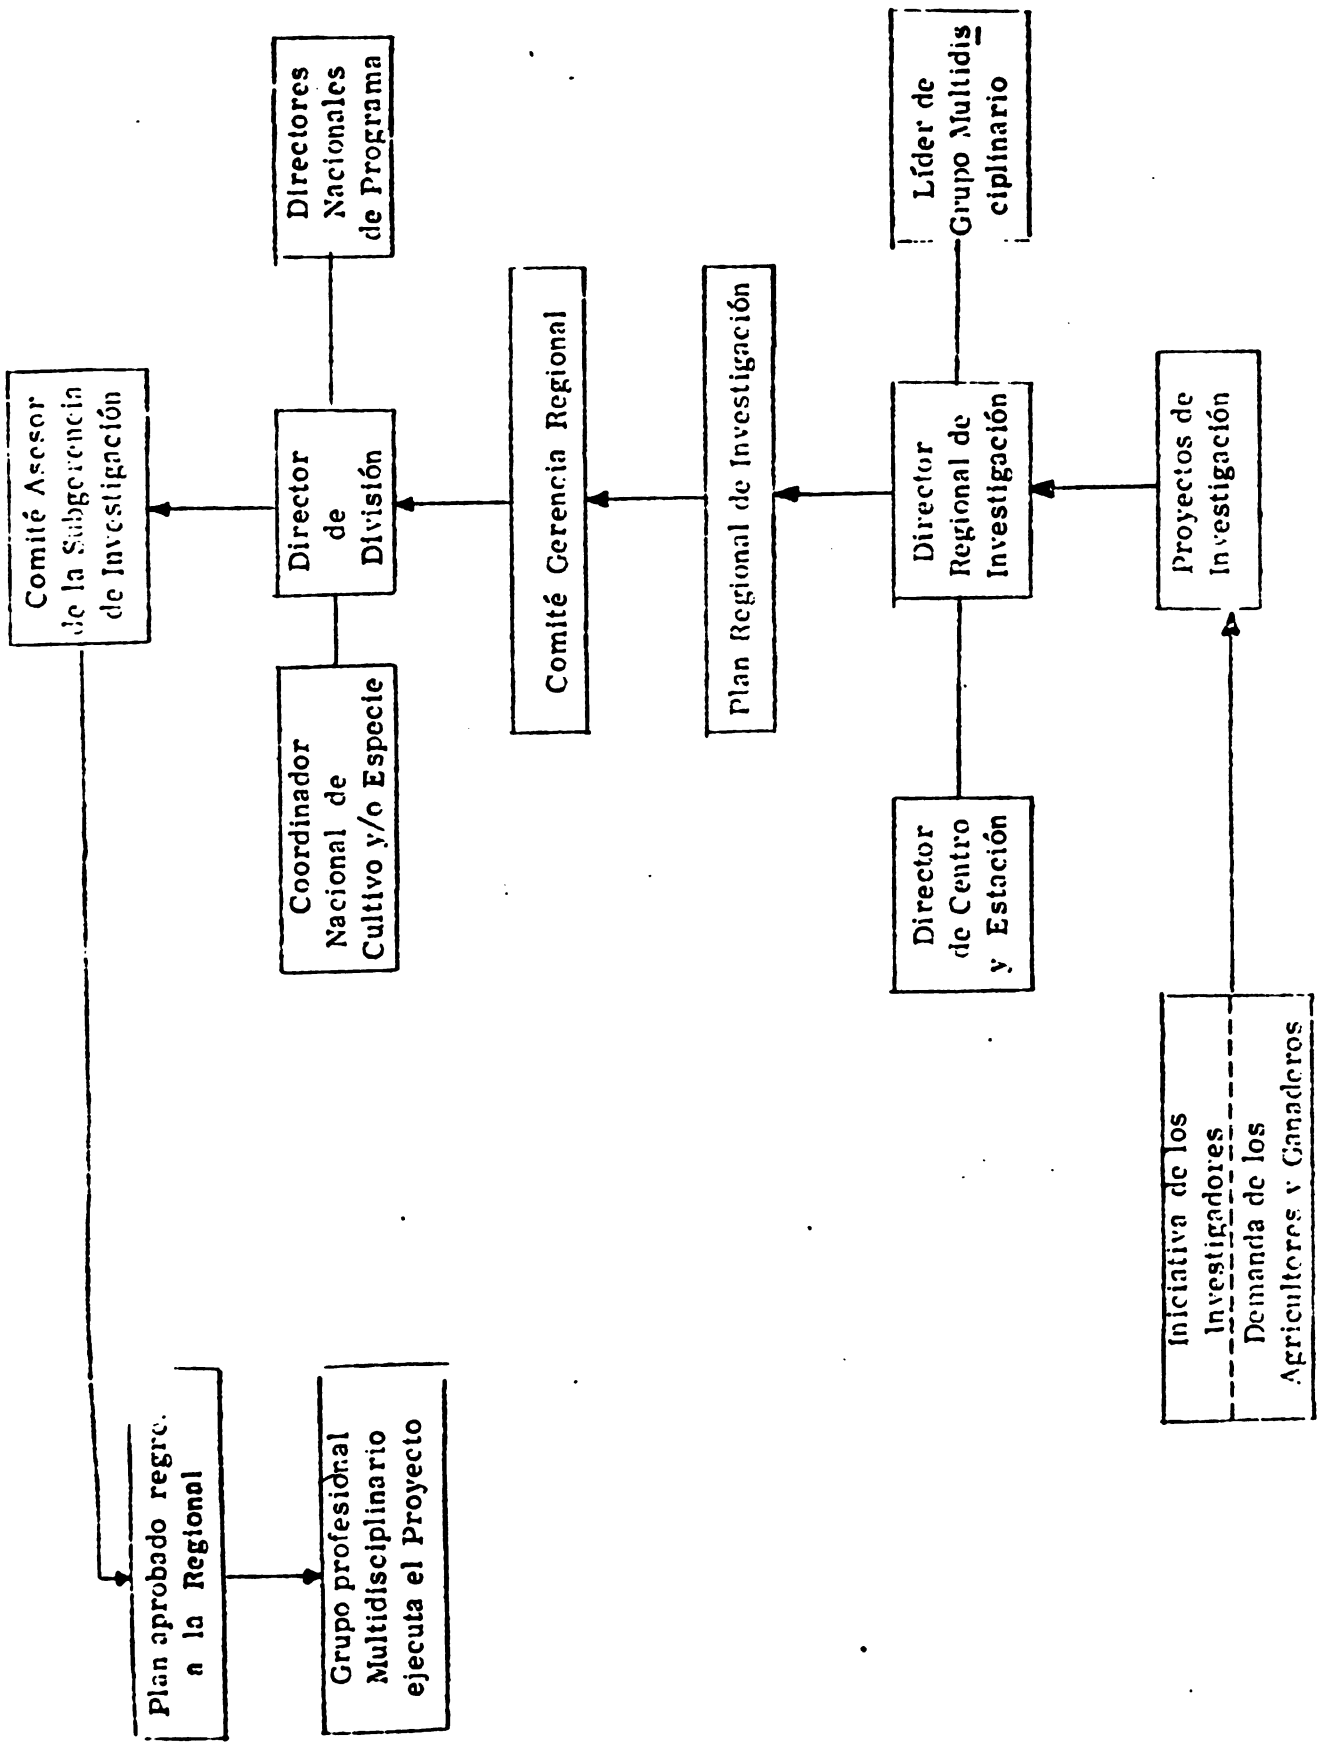 Comité Asesor
de la Subgerencia
de Investigación
Directores
Nacionales
de Programa
Director
de
División
Coordinador
Nacional de
Cultivo y/o Especie
Comité Gerencia Regional
Plan Regional de Investigación
Líder de
Grupo Multidis
ciplinario
Director
Regional de
Investigación
Director
de Centro
y Estación
Proyectos de
Investigación
Iniciativa de los
Investigadores
Demanda de los
Agricultores y Ganaderos
Plan aprobado regre.
a la Regional
Grupo profesional
Multidisciplinario
ejecuta el Proyecto